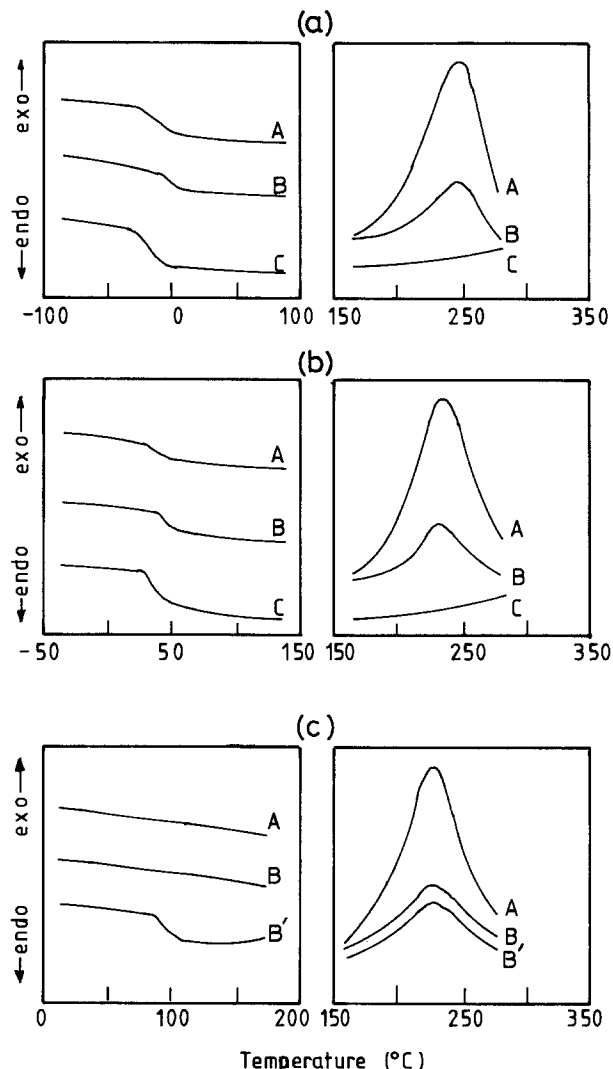 (a)
exo→
←endo
A
B
C
A
B
C
-100 0 100 150 250 350
(b)
exo→
←endo
A
B
C
A
B
C
-50 50 150 150 250 350
(c)
exo→
←endo
A
B
B′
A
B
B′
0 100 200 150 250 350
Temperature (°C)